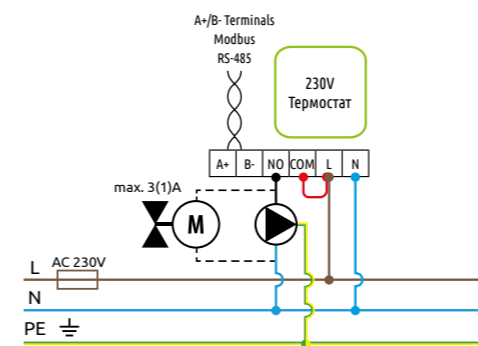 A+/B- Terminals
Modbus
RS-485
230V
Термостат
A+ B- NO COM L N
max. 3(1)A
M
L AC 230V
N
PE